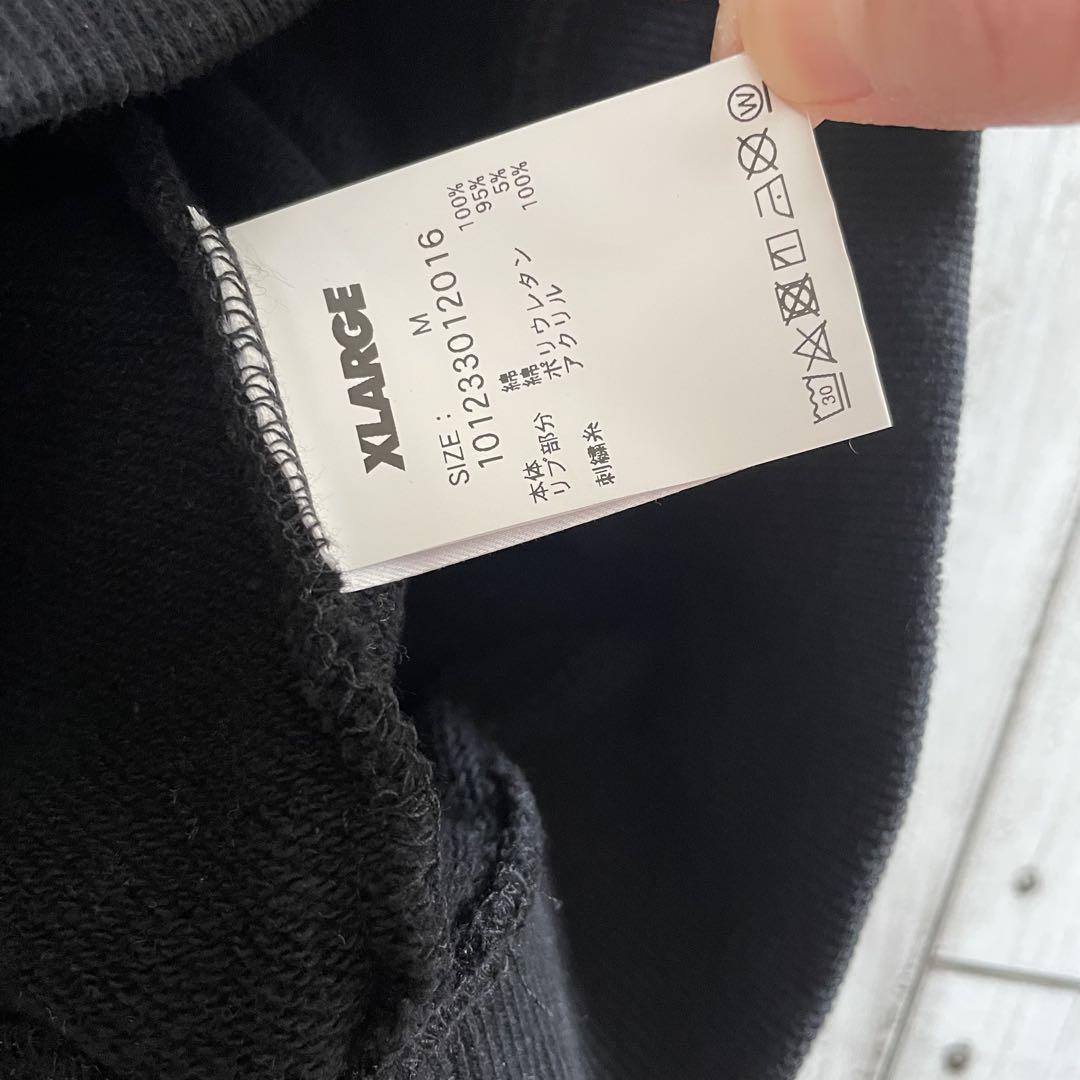 XLARGE
SIZE: M
101233012016
本体 綿 100%
リブ部分 綿 95%
ポリウレタン 5%
刺繍糸 アクリル 100%
30
W